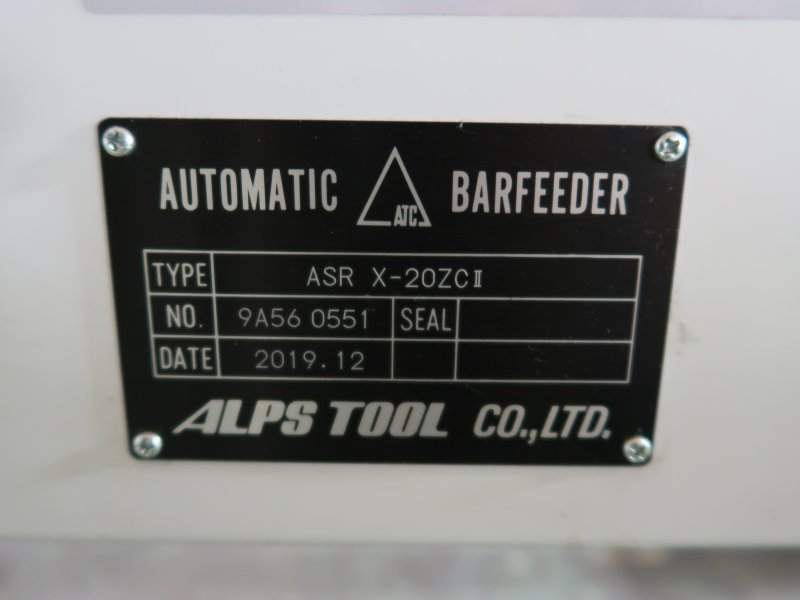 AUTOMATIC ATC BARFEEDER
TYPE ASR X-20ZCⅡ
NO. 9A56 0551 SEAL
DATE 2019.12
ALPS TOOL CO.,LTD.